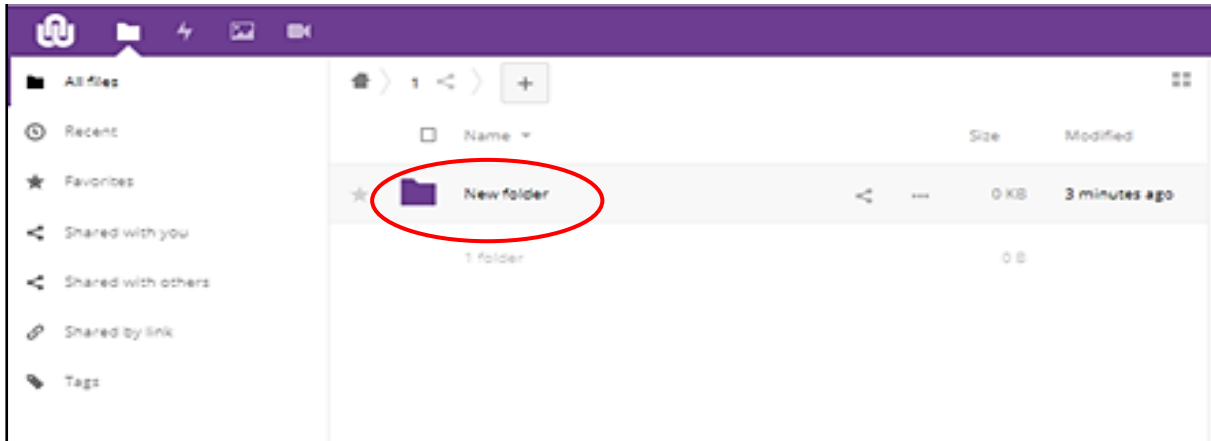 All files
Recent
Favorites
Shared with you
Shared with others
Shared by link
Tags
1
+
Name Size Modified
New folder ... 0 KB 3 minutes ago
1 folder 0 B